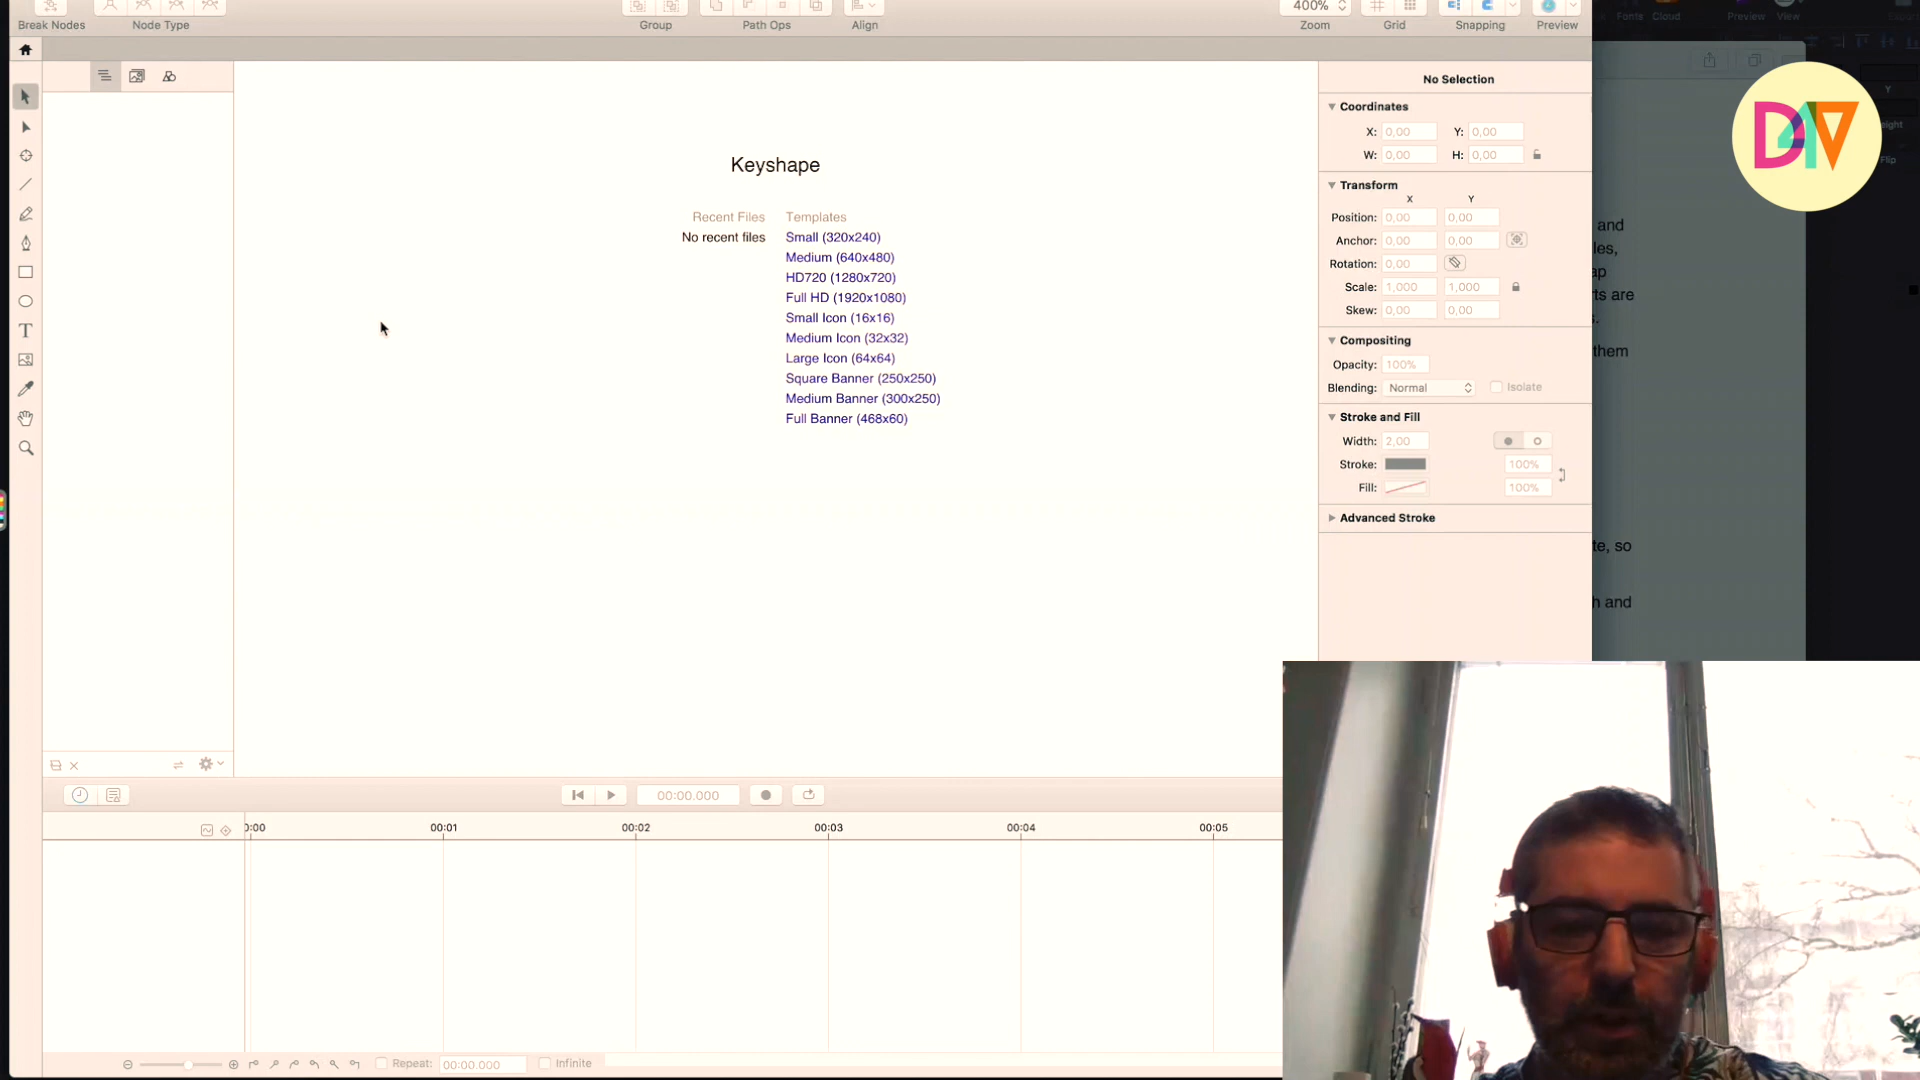 Break Nodes
Node Type
Group
Path Ops
Align
400%
Zoom
Grid
Snapping
Preview
Fonts
Cloud
Preview
View
Keyshape
Recent Files
Templates
No recent files
Small (320x240)
Medium (640x480)
HD720 (1280x720)
Full HD (1920x1080)
Small Icon (16x16)
Medium Icon (32x32)
Large Icon (64x64)
Square Banner (250x250)
Medium Banner (300x250)
Full Banner (468x60)
No Selection
Coordinates
X: 0,00 Y: 0,00
W: 0,00 H: 0,00
Transform
X Y
Position: 0,00 0,00
Anchor: 0,00 0,00
Rotation: 0,00
Scale: 1,000 1,000
Skew: 0,00 0,00
Compositing
Opacity: 100%
Blending: Normal Isolate
Stroke and Fill
Width: 2,00
Stroke: 100%
Fill: 100%
Advanced Stroke
Y
Flip
D4V
and
them
so
and
00:00.000
0:00 00:01 00:02 00:03 00:04 00:05
Repeat: 00:00.000 Infinite